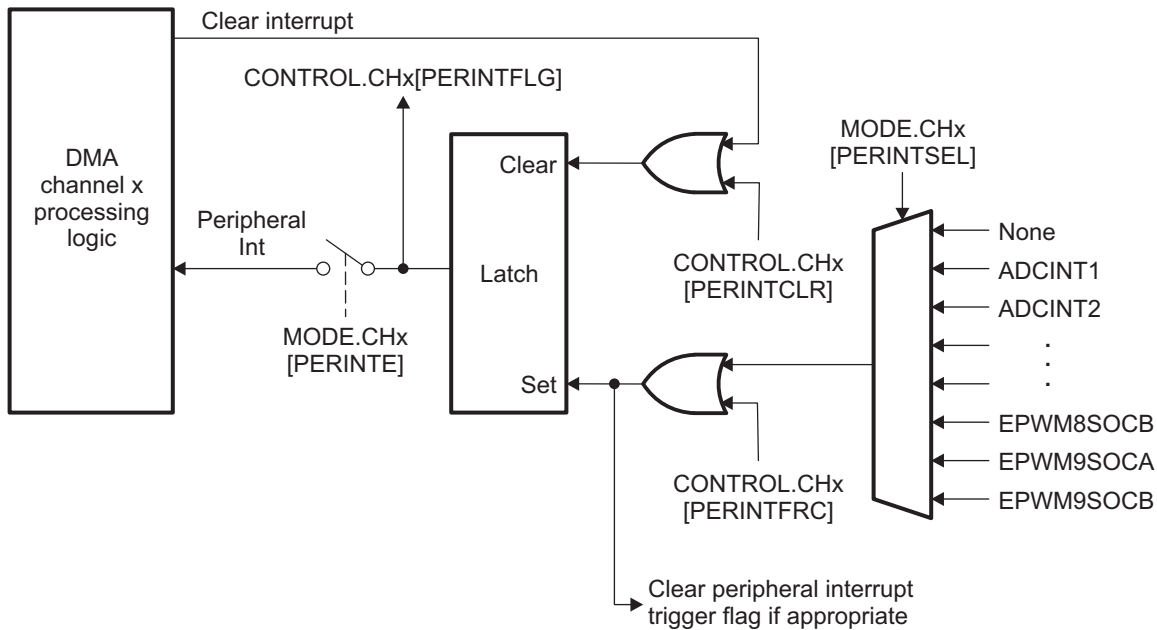 Clear interrupt
CONTROL.CHx[PERINTFLG]
DMA
channel x
processing
logic
Peripheral
Int
MODE.CHx
[PERINTE]
Clear
Latch
Set
CONTROL.CHx
[PERINTCLR]
CONTROL.CHx
[PERINTFRC]
Clear peripheral interrupt
trigger flag if appropriate
MODE.CHx
[PERINTSEL]
None
ADCINT1
ADCINT2
.
.
.
EPWM8SOCB
EPWM9SOCA
EPWM9SOCB